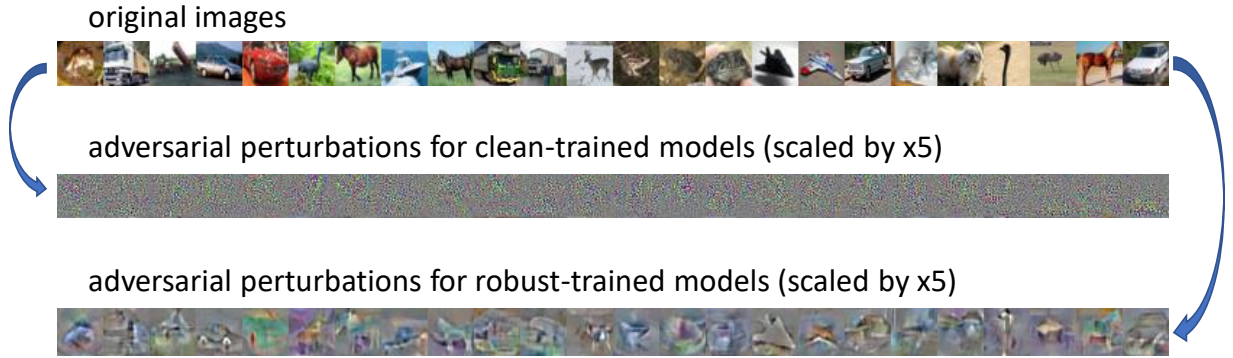 original images
adversarial perturbations for clean-trained models (scaled by x5)
adversarial perturbations for robust-trained models (scaled by x5)